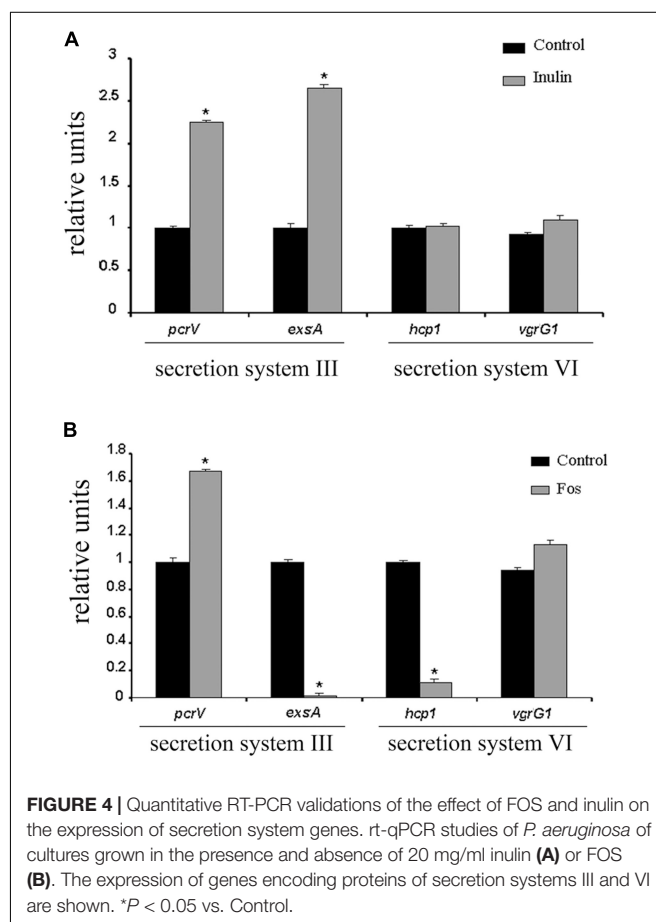 A
Control
Inulin
relative units
3
2.5
2
1.5
1
0.5
0
*
*
pcrV exsA hcp1 vgrG1
secretion system III secretion system VI
B
Control
Fos
relative units
1.8
1.6
1.4
1.2
1
0.8
0.6
0.4
0.2
0
*
*
*
pcrV exsA hcp1 vgrG1
secretion system III secretion system VI
FIGURE 4 | Quantitative RT-PCR validations of the effect of FOS and inulin on
the expression of secretion system genes. rt-qPCR studies of P. aeruginosa of
cultures grown in the presence and absence of 20 mg/ml inulin (A) or FOS
(B). The expression of genes encoding proteins of secretion systems III and VI
are shown. *P < 0.05 vs. Control.